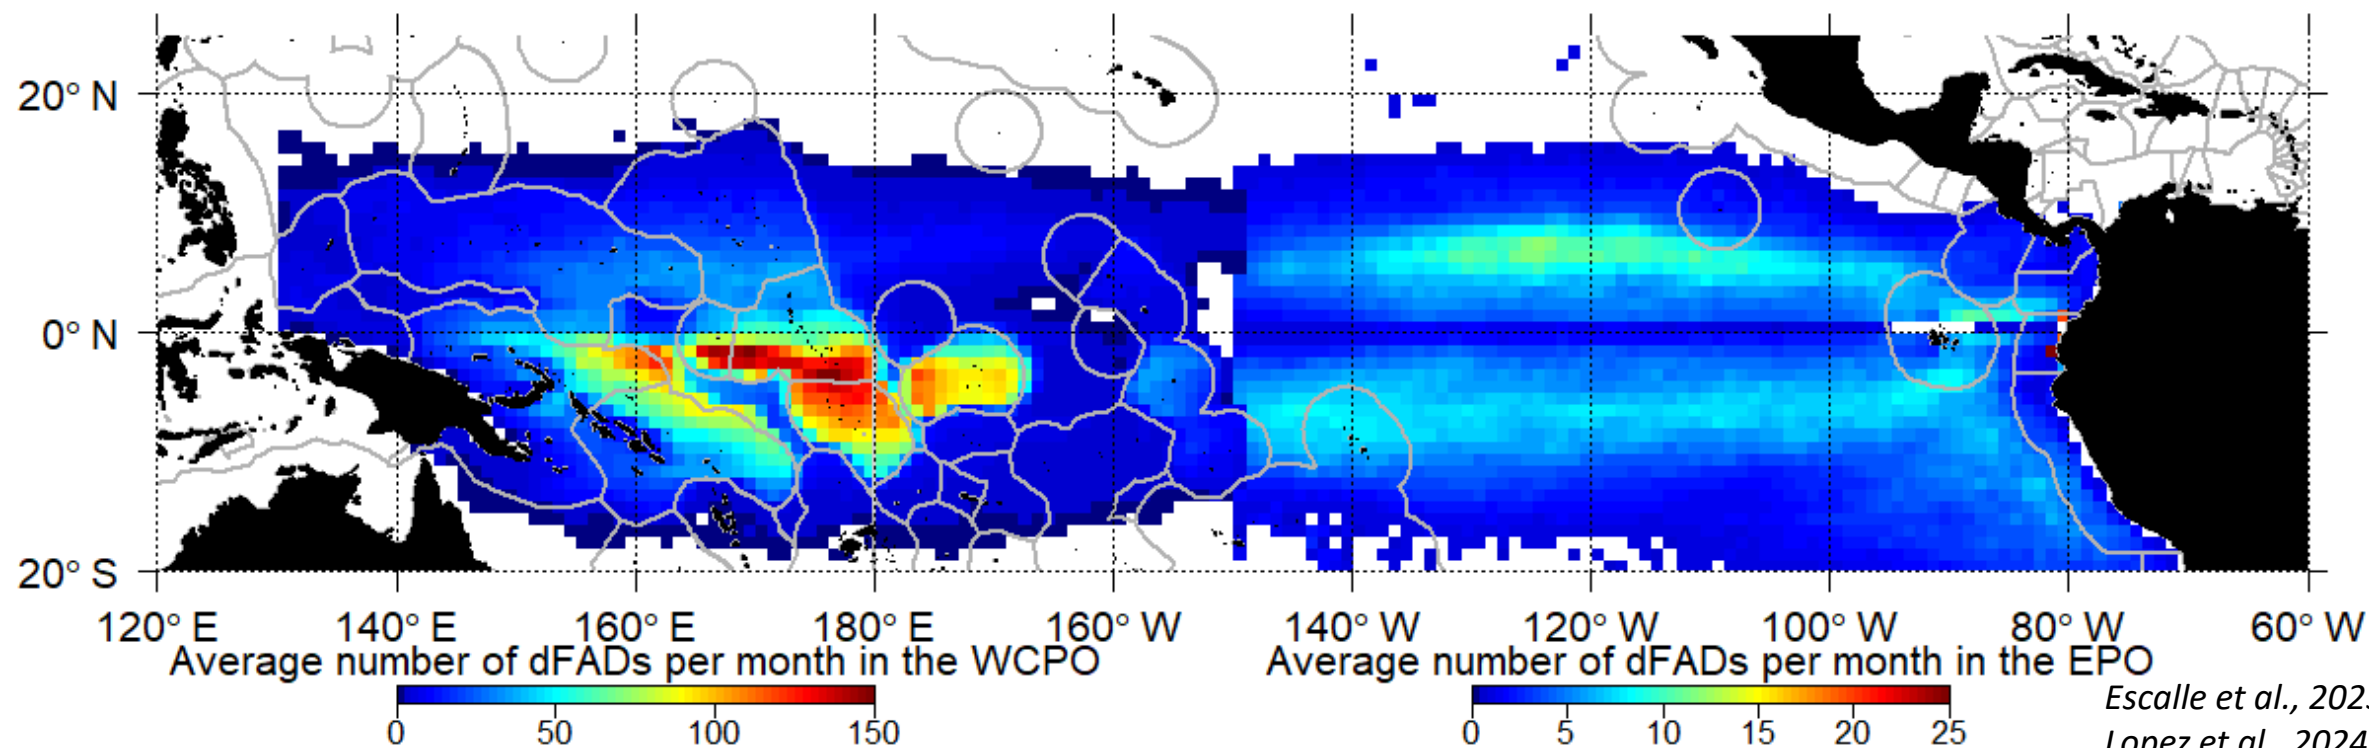 20° N
0° N
20° S
120° E 140° E 160° E 180° E 160° W 140° W 120° W 100° W 80° W 60° W
Average number of dFADs per month in the WCPO Average number of dFADs per month in the EPO
0 50 100 150 0 5 10 15 20 25
Escalle et al., 202
Lopez et al., 2024